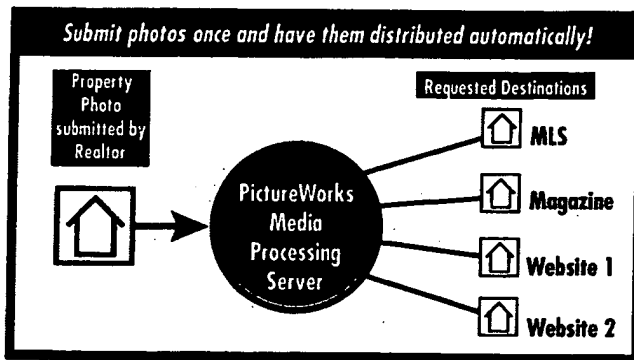 Submit photos once and have them distributed automatically!
Property
Photo
submitted by
Realtor
Requested Destinations
PictureWorks
Media
Processing
Server
MLS
Magazine
Website 1
Website 2